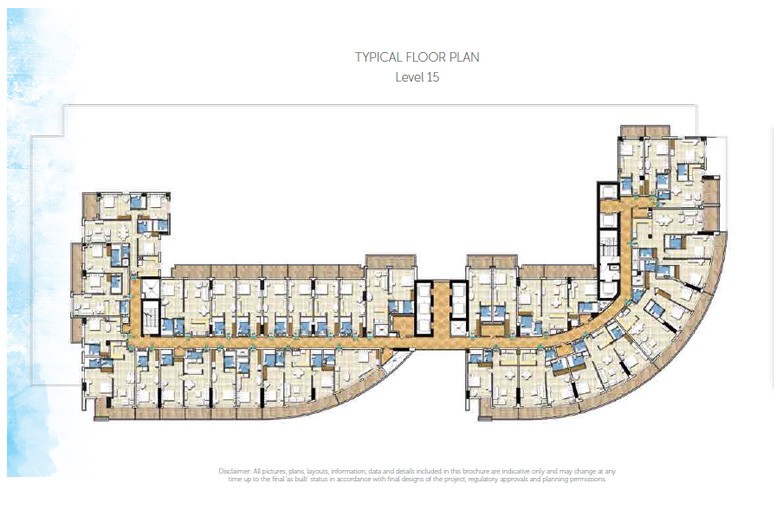 TYPICAL FLOOR PLAN
Level 15
Disclaimer: All pictures, plans, layouts, information, data and details included in this brochure are indicative only and may change at any
time up to the final 'as built' status in accordance with final designs of the project, regulatory approvals and planning permissions.